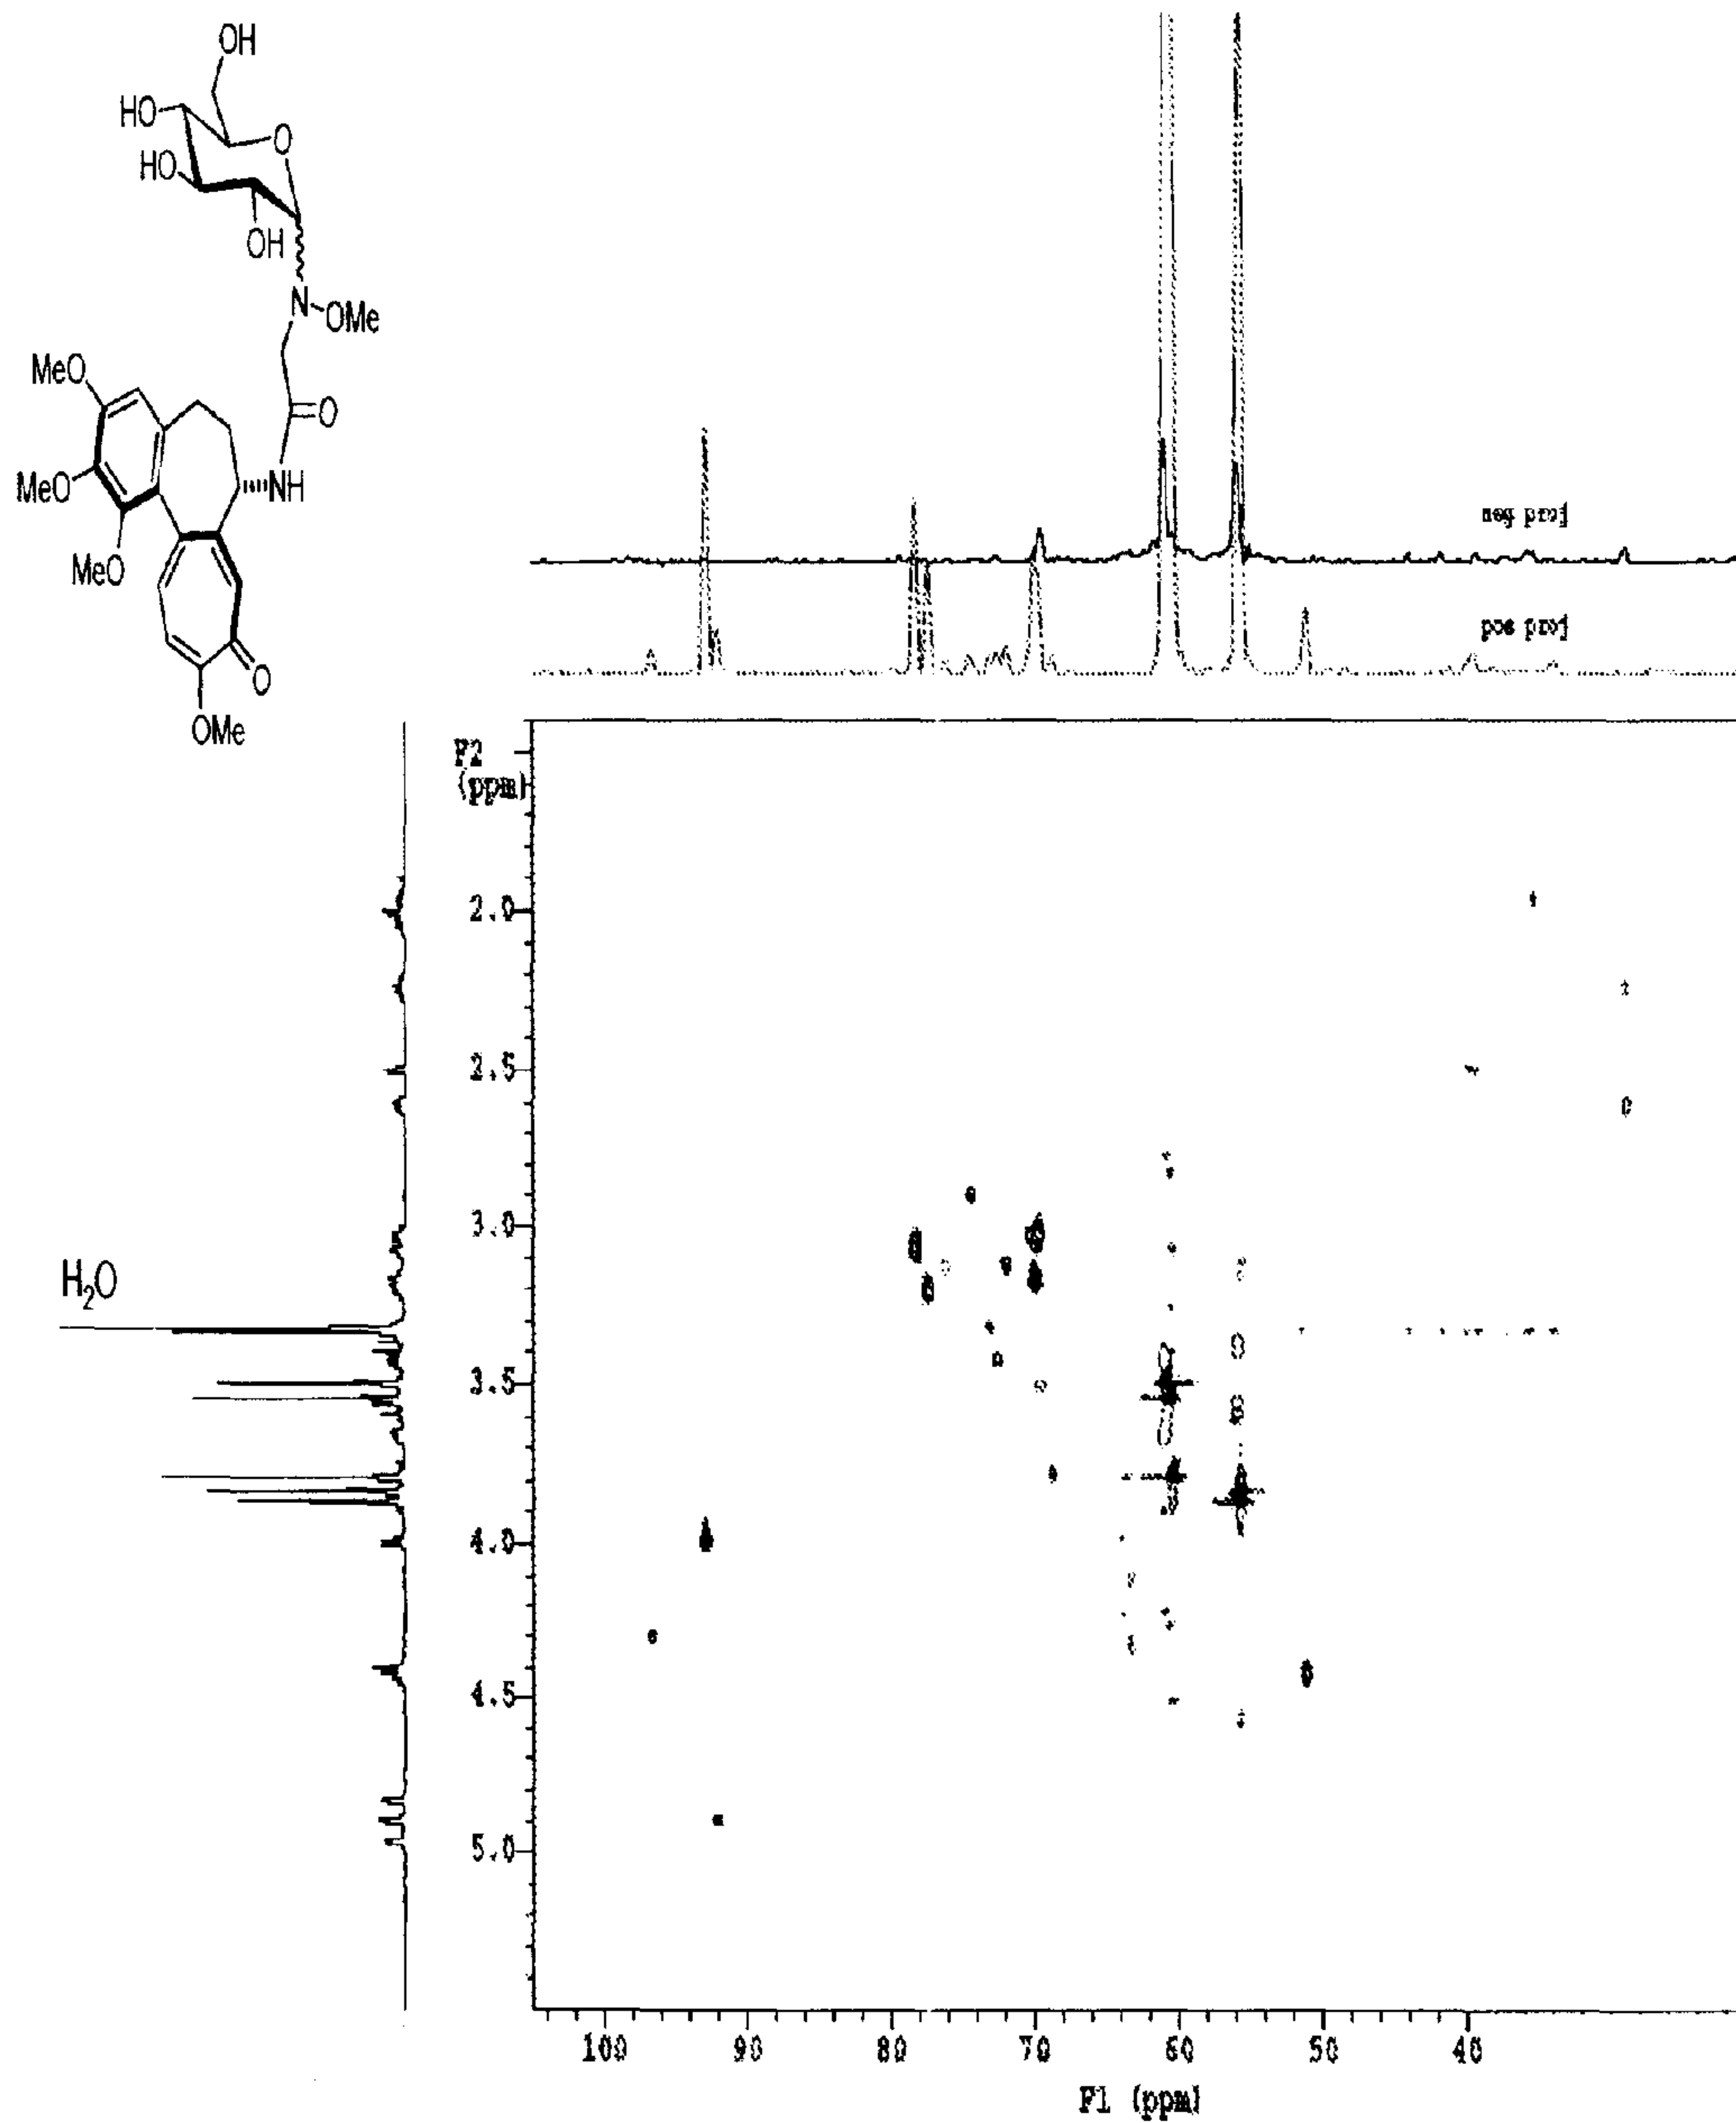 OH
HO
O
HO
OH
N
OMe
MeO
O
MeO
NH
MeO
O
OMe
neg proj
pos proj
F2
(ppm)
2.0
2.5
3.0
H₂O
3.5
4.0
4.5
5.0
100 90 80 70 60 50 40
F1 (ppm)